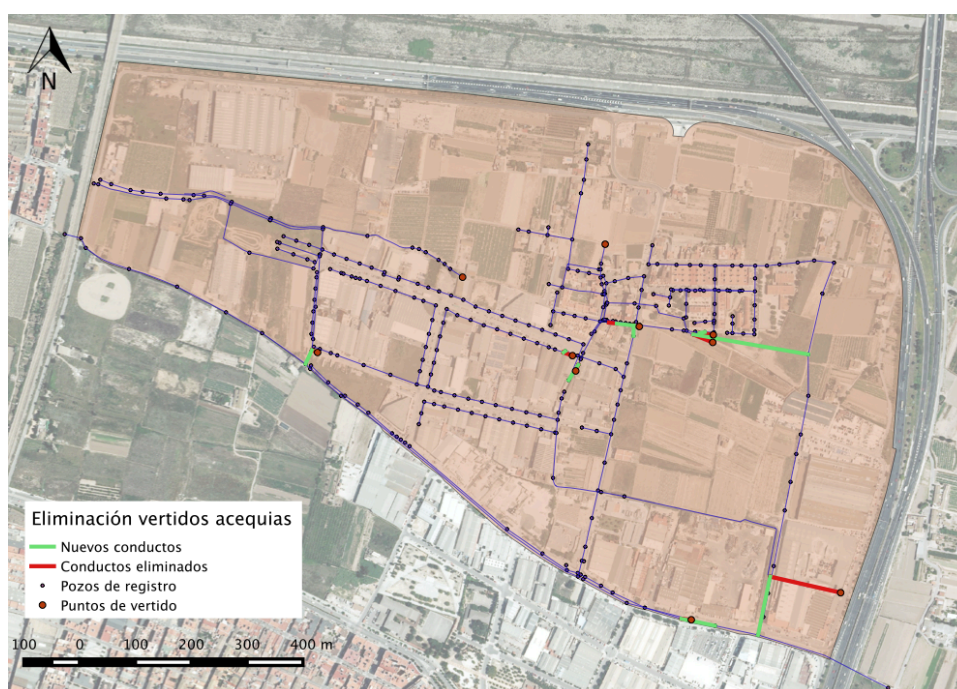 N
Eliminación vertidos acequias
Nuevos conductos
Conductos eliminados
Pozos de registro
Puntos de vertido
100 0 100 200 300 400 m